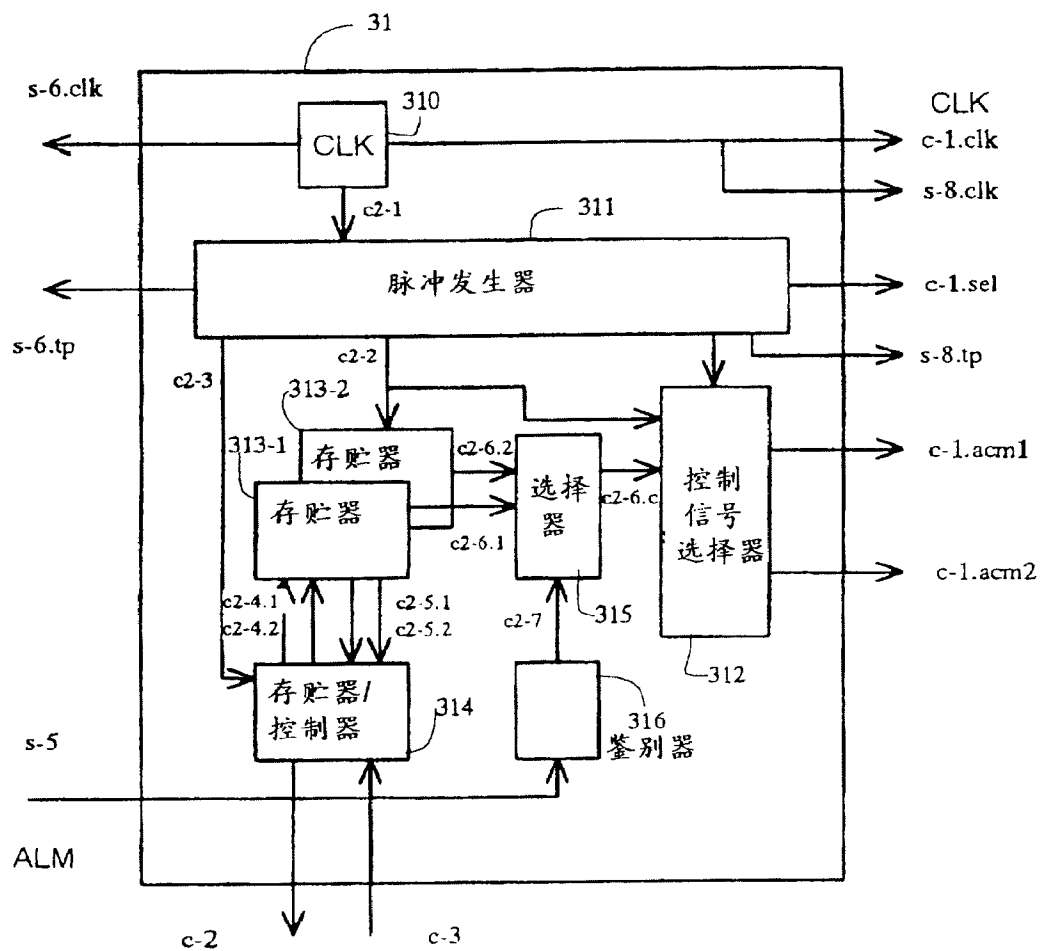 31
s-6.clk
310
CLK
CLK
c-1.clk
s-8.clk
c2-1
311
脉冲发生器
c-1.sel
s-6.tp
c2-2
s-8.tp
c2-3
313-2
313-1
存贮器
c2-6.2
存贮器
选择器
c2-6.c
控制信号选择器
c-1.acm1
c2-6.1
c-1.acm2
c2-4.1
c2-5.1
c2-4.2
c2-5.2
c2-7
315
312
存贮器/
控制器
314
316
鉴别器
s-5
ALM
c-2
c-3